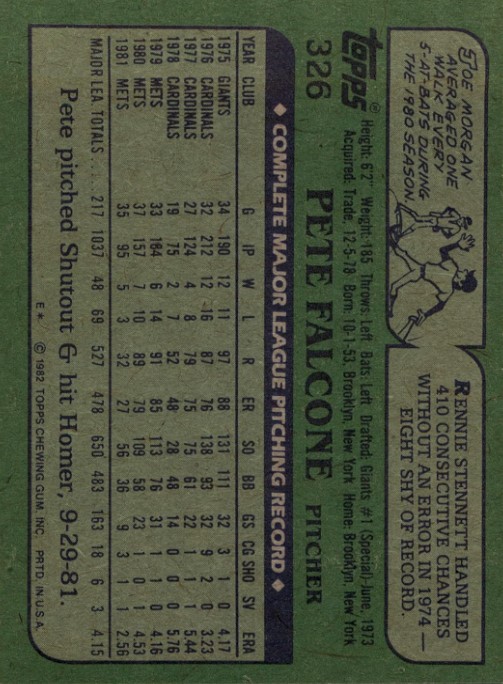 JOE MORGAN
AVERAGED ONE
WALK EVERY
5-AT-BATS DURING
THE 1980 SEASON.
RENNIE STENNETT HANDLED
410 CONSECUTIVE CHANCES
WITHOUT AN ERROR IN 1974—
EIGHT SHY OF RECORD.
topps®
326 PETE FALCONE PITCHER
Height: 6'2" Weight: 185 Throws: Left Bats: Left Drafted: Giants #1 (Special)-June, 1973
Acquired: Trade, 12-5-78 Born: 10-1-53, Brooklyn, New York Home: Brooklyn, New York
◆ COMPLETE MAJOR LEAGUE PITCHING RECORD ◆
YEAR CLUB G IP W L R ER SO BB GS CG SHO SV ERA
1975 GIANTS 34 190 12 11 97 88 131 111 32 3 1 0 4.17
1976 CARDINALS 32 212 12 16 87 76 138 93 32 9 2 0 3.23
1977 CARDINALS 27 124 4 8 79 75 75 61 22 1 1 1 5.44
1978 CARDINALS 19 75 2 7 52 48 28 48 14 0 0 0 5.76
1979 METS 33 184 6 14 91 85 113 76 31 1 1 0 4.16
1980 METS 37 157 7 10 89 79 109 58 23 1 0 1 4.53
1981 METS 35 95 5 3 32 27 56 36 9 3 1 1 2.56
MAJOR LEA. TOTALS . . 217 1037 48 69 527 478 650 483 163 18 6 3 4.15
Pete pitched Shutout & hit Homer, 9-29-81.
E* © 1982 TOPPS CHEWING GUM, INC. PRTD. IN U.S.A.